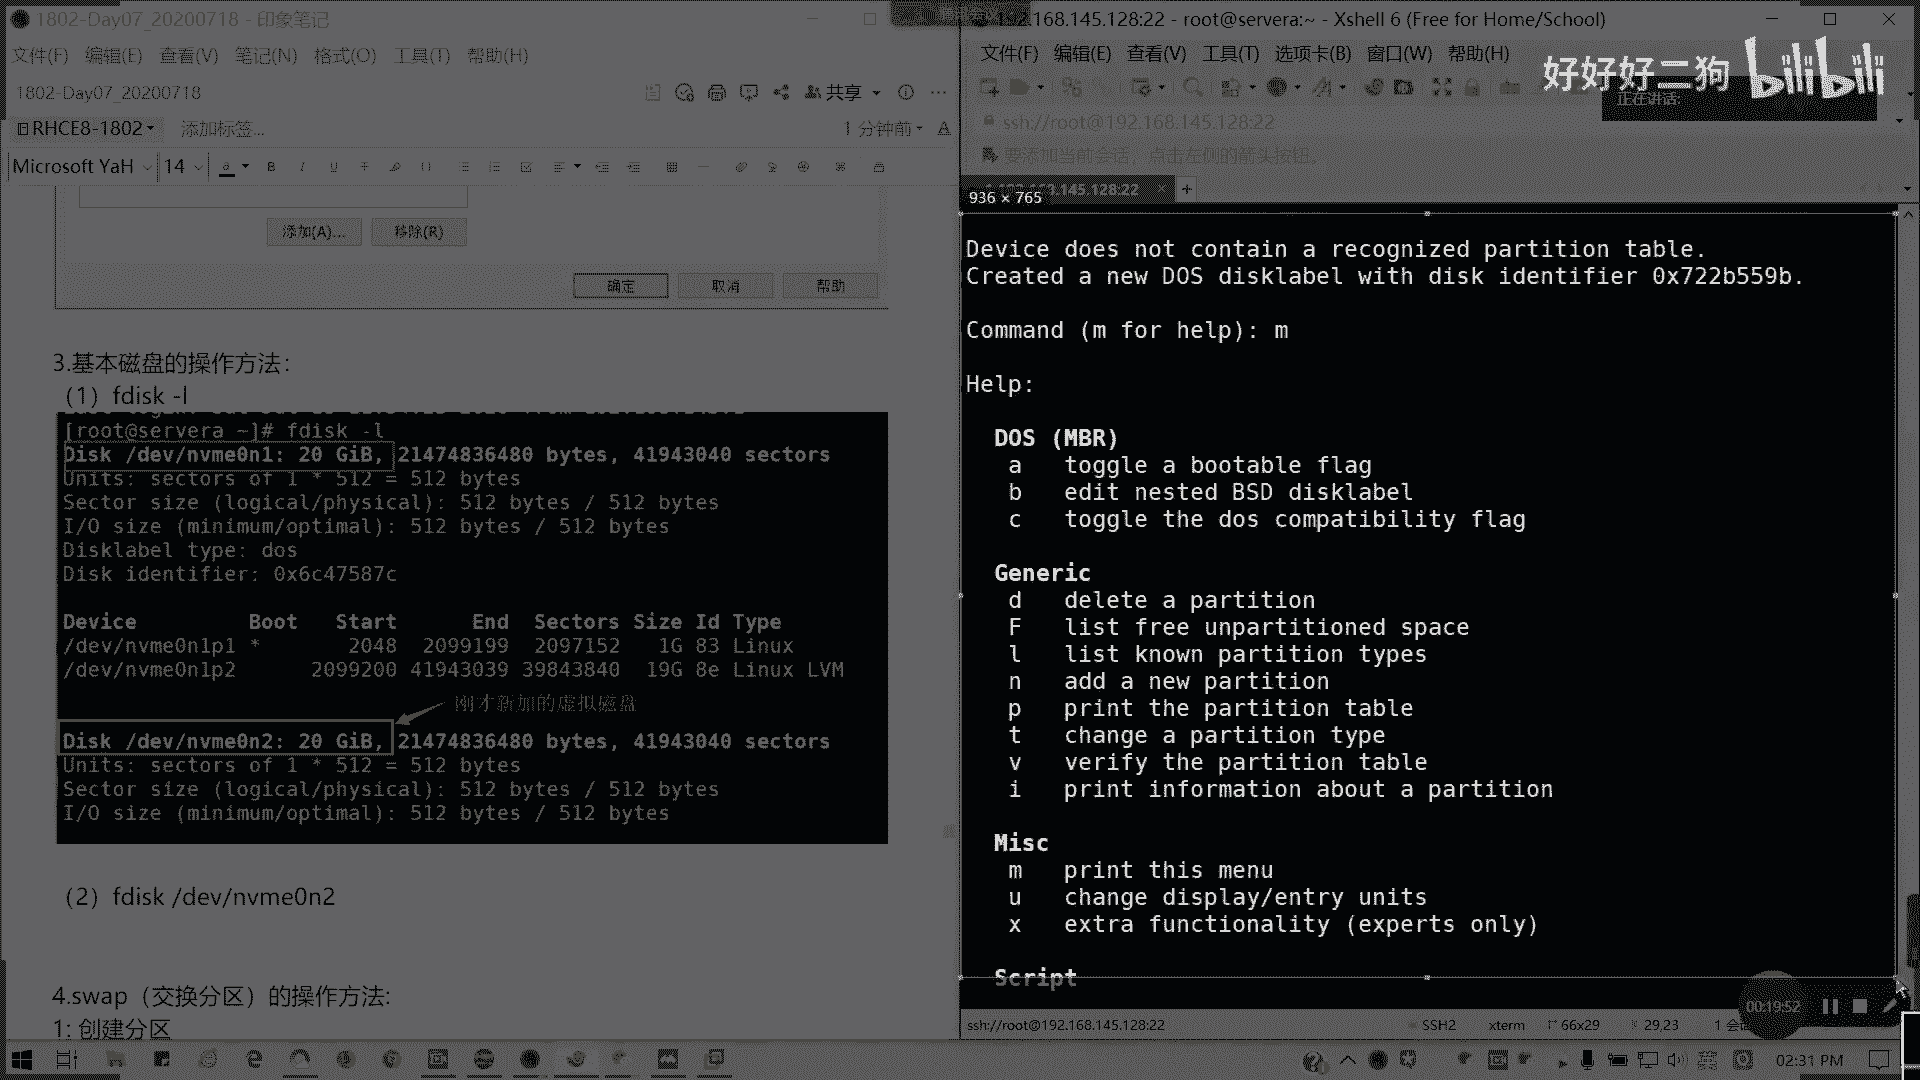 1802-Day07_20200718 - 印象笔记
文件(F) 编辑(E) 查看(V) 笔记(N) 格式(O) 工具(T) 帮助(H)
1802-Day07_20200718
共享
RHCE8-1802 添加标签...
1 分钟前
Microsoft YaH 14
添加(A)... 移除(R)
确定 取消 帮助
3.基本磁盘的操作方法:
（1）fdisk -l
[root@servera ~]# fdisk -l
Disk /dev/nvme0n1: 20 GiB, 21474836480 bytes, 41943040 sectors
Units: sectors of 1 * 512 = 512 bytes
Sector size (logical/physical): 512 bytes / 512 bytes
I/O size (minimum/optimal): 512 bytes / 512 bytes
Disklabel type: dos
Disk identifier: 0x6c47587c
Device Boot Start End Sectors Size Id Type
/dev/nvme0n1p1 * 2048 2099199 2097152 1G 83 Linux
/dev/nvme0n1p2 2099200 41943039 39843840 19G 8e Linux LVM
刚才新加的虚拟磁盘
Disk /dev/nvme0n2: 20 GiB, 21474836480 bytes, 41943040 sectors
Units: sectors of 1 * 512 = 512 bytes
Sector size (logical/physical): 512 bytes / 512 bytes
I/O size (minimum/optimal): 512 bytes / 512 bytes
（2）fdisk /dev/nvme0n2
4.swap（交换分区）的操作方法:
1: 创建分区
192.168.145.128:22 - root@servera:~ - Xshell 6 (Free for Home/School)
文件(F) 编辑(E) 查看(V) 工具(T) 选项卡(B) 窗口(W) 帮助(H)
好好好二狗 bilibili
正在讲话:
ssh://root@192.168.145.128:22
要添加当前会话，点击左侧的箭头按钮。
168.145.128:22
936 × 765
Device does not contain a recognized partition table.
Created a new DOS disklabel with disk identifier 0x722b559b.
Command (m for help): m
Help:
DOS (MBR)
a toggle a bootable flag
b edit nested BSD disklabel
c toggle the dos compatibility flag
Generic
d delete a partition
F list free unpartitioned space
l list known partition types
n add a new partition
p print the partition table
t change a partition type
v verify the partition table
i print information about a partition
Misc
m print this menu
u change display/entry units
x extra functionality (experts only)
Script
00:19:52
ssh://root@192.168.145.128:22 SSH2 xterm 66x29 29,23 1 会
英
02:31 PM